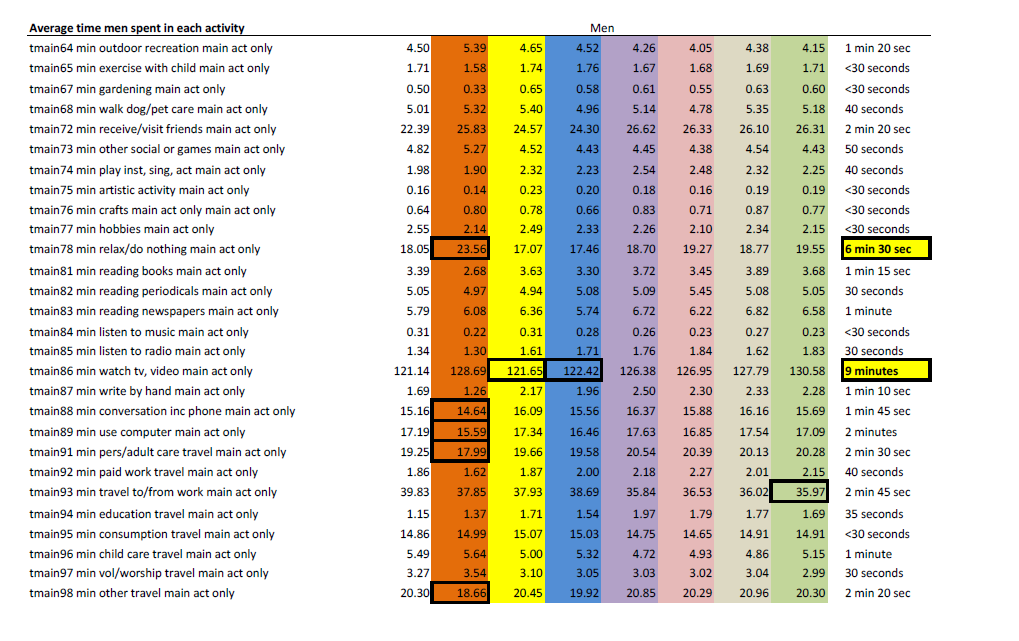 Average time men spent in each activity Men
tmain64 min outdoor recreation main act only 4.50 5.39 4.65 4.52 4.26 4.05 4.38 4.15 1 min 20 sec
tmain65 min exercise with child main act only 1.71 1.58 1.74 1.76 1.67 1.68 1.69 1.71 <30 seconds
tmain67 min gardening main act only 0.50 0.33 0.65 0.58 0.61 0.55 0.63 0.60 <30 seconds
tmain68 min walk dog/pet care main act only 5.01 5.32 5.40 4.96 5.14 4.78 5.35 5.18 40 seconds
tmain72 min receive/visit friends main act only 22.39 25.83 24.57 24.30 26.62 26.33 26.10 26.31 2 min 20 sec
tmain73 min other social or games main act only 4.82 5.27 4.52 4.43 4.45 4.38 4.54 4.43 50 seconds
tmain74 min play inst, sing, act main act only 1.98 1.90 2.32 2.23 2.54 2.48 2.32 2.25 40 seconds
tmain75 min artistic activity main act only 0.16 0.14 0.23 0.20 0.18 0.16 0.19 0.19 <30 seconds
tmain76 min crafts main act only main act only 0.64 0.80 0.78 0.66 0.83 0.71 0.87 0.77 <30 seconds
tmain77 min hobbies main act only 2.55 2.14 2.49 2.33 2.26 2.10 2.34 2.15 <30 seconds
tmain78 min relax/do nothing main act only 18.05 23.56 17.07 17.46 18.70 19.27 18.77 19.55 6 min 30 sec
tmain81 min reading books main act only 3.39 2.68 3.63 3.30 3.72 3.45 3.89 3.68 1 min 15 sec
tmain82 min reading periodicals main act only 5.05 4.97 4.94 5.08 5.09 5.45 5.08 5.05 30 seconds
tmain83 min reading newspapers main act only 5.79 6.08 6.36 5.74 6.72 6.22 6.82 6.58 1 minute
tmain84 min listen to music main act only 0.31 0.22 0.31 0.28 0.26 0.23 0.27 0.23 <30 seconds
tmain85 min listen to radio main act only 1.34 1.30 1.61 1.71 1.76 1.84 1.62 1.83 30 seconds
tmain86 min watch tv, video main act only 121.14 128.69 121.65 122.42 126.38 126.95 127.79 130.58 9 minutes
tmain87 min write by hand main act only 1.69 1.26 2.17 1.96 2.50 2.30 2.33 2.28 1 min 10 sec
tmain88 min conversation inc phone main act only 15.16 14.64 16.09 15.56 16.37 15.88 16.16 15.69 1 min 45 sec
tmain89 min use computer main act only 17.19 15.59 17.34 16.46 17.63 16.85 17.54 17.09 2 minutes
tmain91 min pers/adult care travel main act only 19.25 17.99 19.66 19.58 20.54 20.39 20.13 20.28 2 min 30 sec
tmain92 min paid work travel main act only 1.86 1.62 1.87 2.00 2.18 2.27 2.01 2.15 40 seconds
tmain93 min travel to/from work main act only 39.83 37.85 37.93 38.69 35.84 36.53 36.02 35.97 2 min 45 sec
tmain94 min education travel main act only 1.15 1.37 1.71 1.54 1.97 1.79 1.77 1.69 35 seconds
tmain95 min consumption travel main act only 14.86 14.99 15.07 15.03 14.75 14.65 14.91 14.91 <30 seconds
tmain96 min child care travel main act only 5.49 5.64 5.00 5.32 4.72 4.93 4.86 5.15 1 minute
tmain97 min vol/worship travel main act only 3.27 3.54 3.10 3.05 3.03 3.02 3.04 2.99 30 seconds
tmain98 min other travel main act only 20.30 18.66 20.45 19.92 20.85 20.29 20.96 20.30 2 min 20 sec